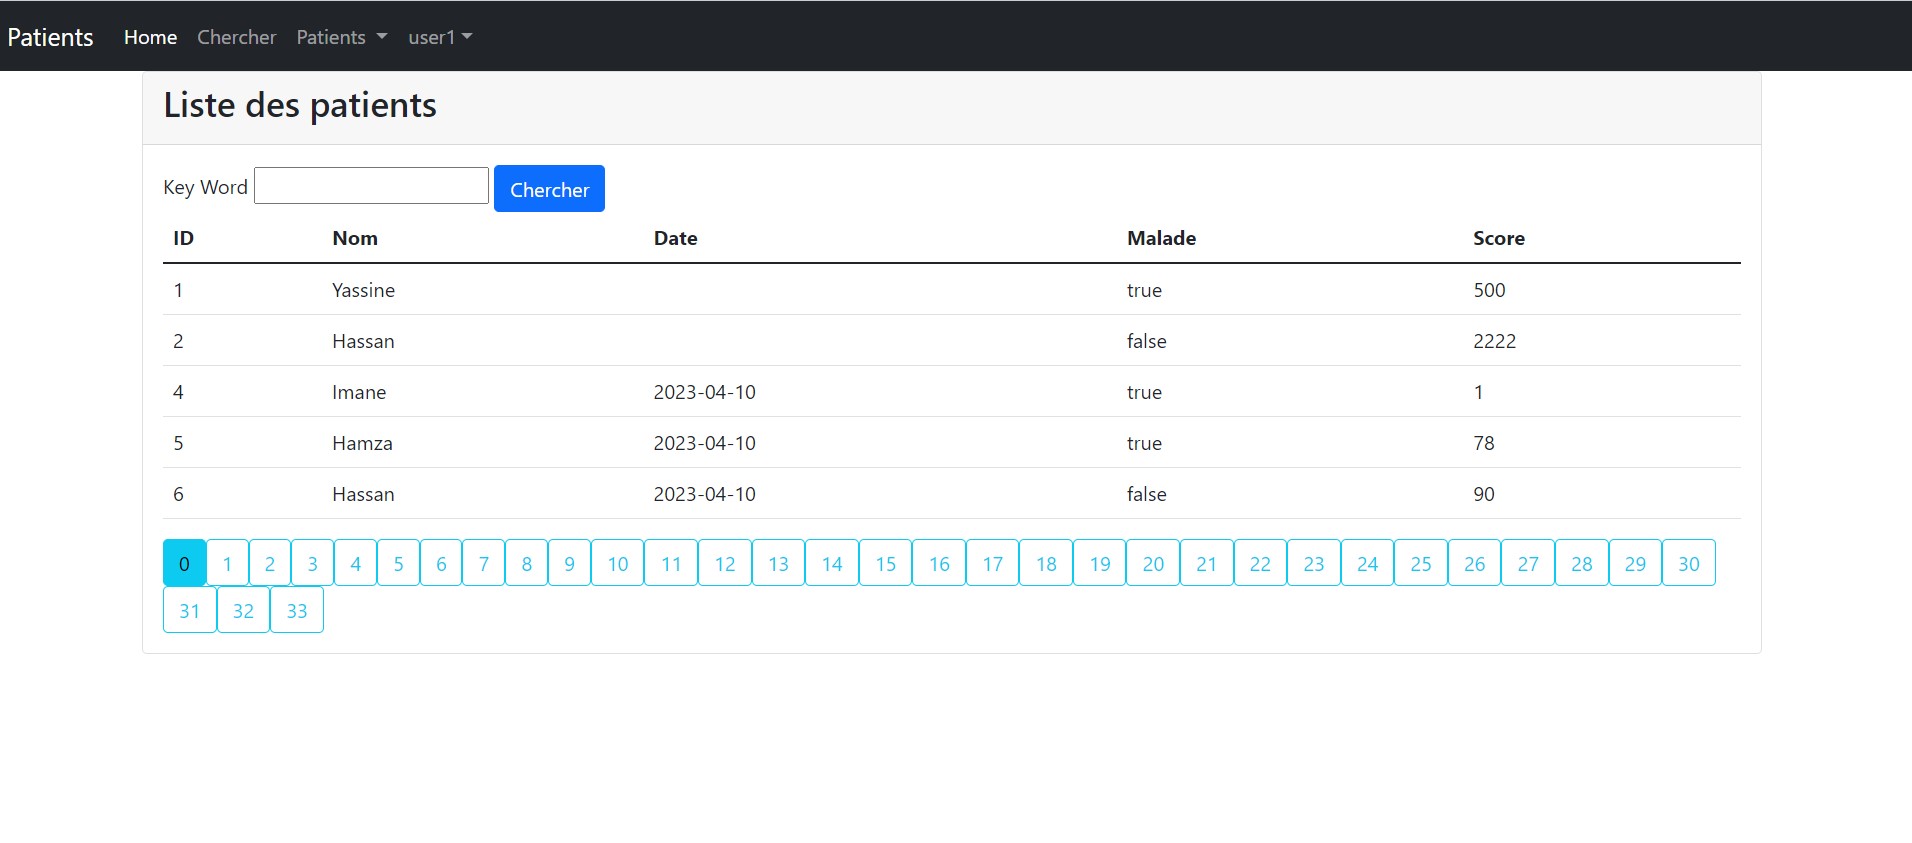 Patients Home Chercher Patients user1
Liste des patients
Key Word Chercher
ID Nom Date Malade Score
1 Yassine true 500
2 Hassan false 2222
4 Imane 2023-04-10 true 1
5 Hamza 2023-04-10 true 78
6 Hassan 2023-04-10 false 90
0 1 2 3 4 5 6 7 8 9 10 11 12 13 14 15 16 17 18 19 20 21 22 23 24 25 26 27 28 29 30
31 32 33